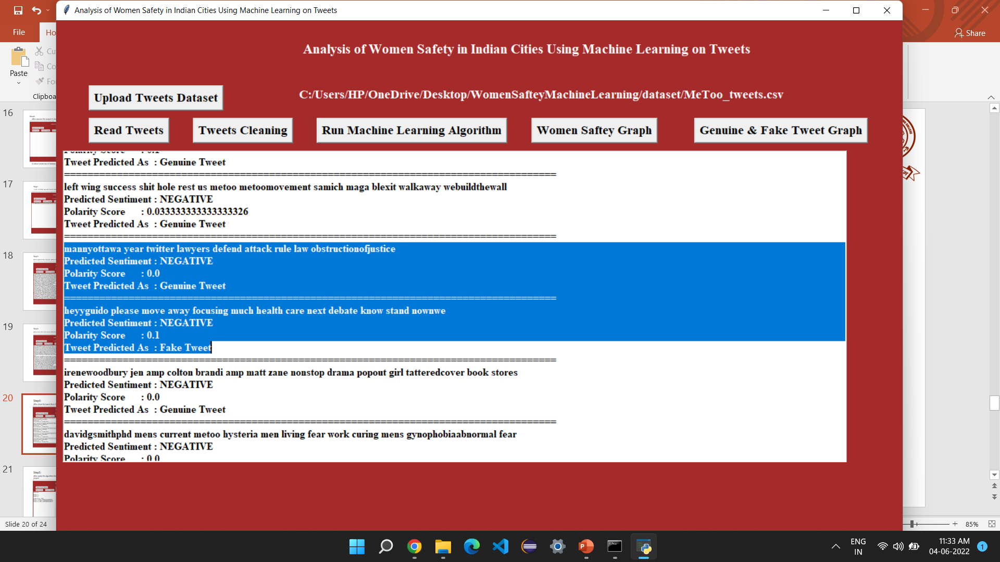 Analysis of Women Safety in Indian Cities Using Machine Learning on Tweets
File
Ho
Share
Cu
Co
Paste
Fo
Clipboa
Analysis of Women Safety in Indian Cities Using Machine Learning on Tweets
Upload Tweets Dataset
C:/Users/HP/OneDrive/Desktop/WomenSafteyMachineLearning/dataset/MeToo_tweets.csv
Read Tweets
Tweets Cleaning
Run Machine Learning Algorithm
Women Saftey Graph
Genuine & Fake Tweet Graph
Polarity Score : 0.1
Tweet Predicted As : Genuine Tweet
left wing success shit hole rest us metoo metoomovement samich maga blexit walkaway webuildthewall
Predicted Sentiment : NEGATIVE
Polarity Score : 0.033333333333333326
Tweet Predicted As : Genuine Tweet
mannyottawa year twitter lawyers defend attack rule law obstructionofjustice
Predicted Sentiment : NEGATIVE
Polarity Score : 0.0
Tweet Predicted As : Genuine Tweet
heyyguido please move away focusing much health care next debate know stand nownwe
Predicted Sentiment : NEGATIVE
Polarity Score : 0.1
Tweet Predicted As : Fake Tweet
irenewoodbury jen amp colton brandi amp matt zane nonstop drama popout girl tatteredcover book stores
Predicted Sentiment : NEGATIVE
Polarity Score : 0.0
Tweet Predicted As : Genuine Tweet
davidgsmithphd mens current metoo hysteria men living fear work curing mens gynophobiaabnormal fear
Predicted Sentiment : NEGATIVE
Polarity Score : 0.0
16
17
18
19
20
21
Slide 20 of 24
85%
ENG
IN
11:33 AM
04-06-2022
1